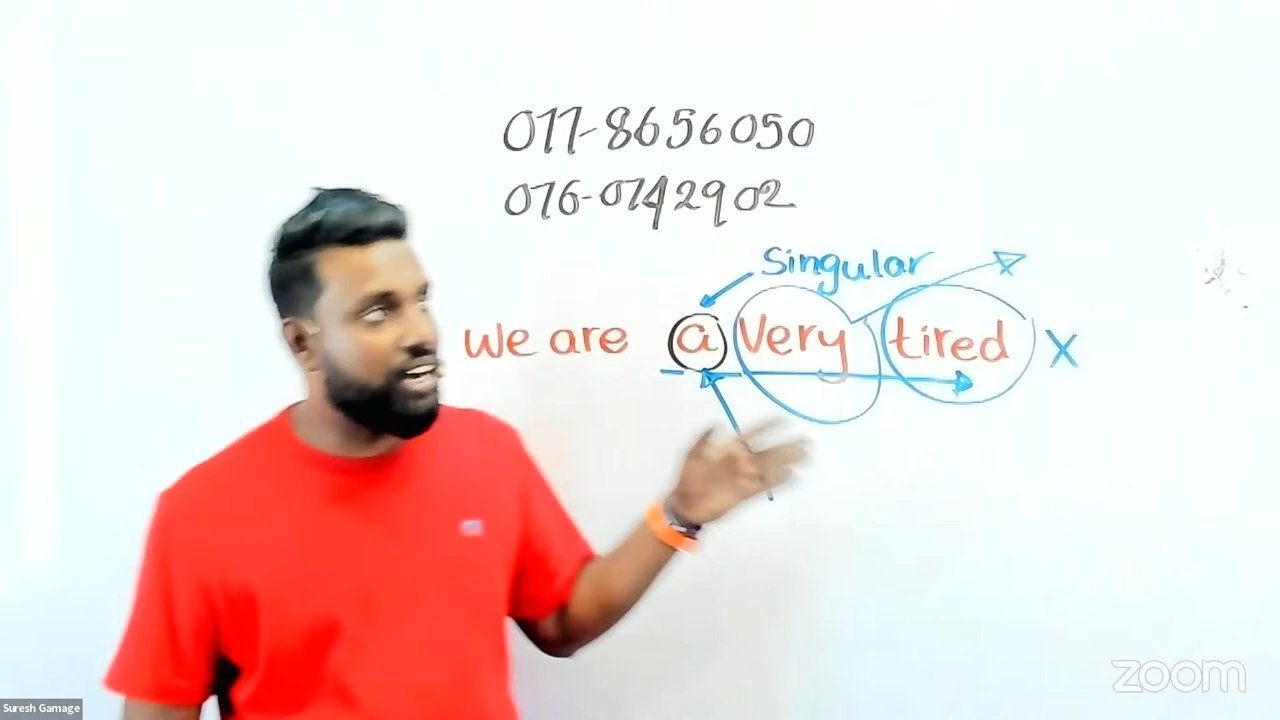 077-8656050
076-0742902
Singular
We are a Very tired X
zoom
Suresh Gamage